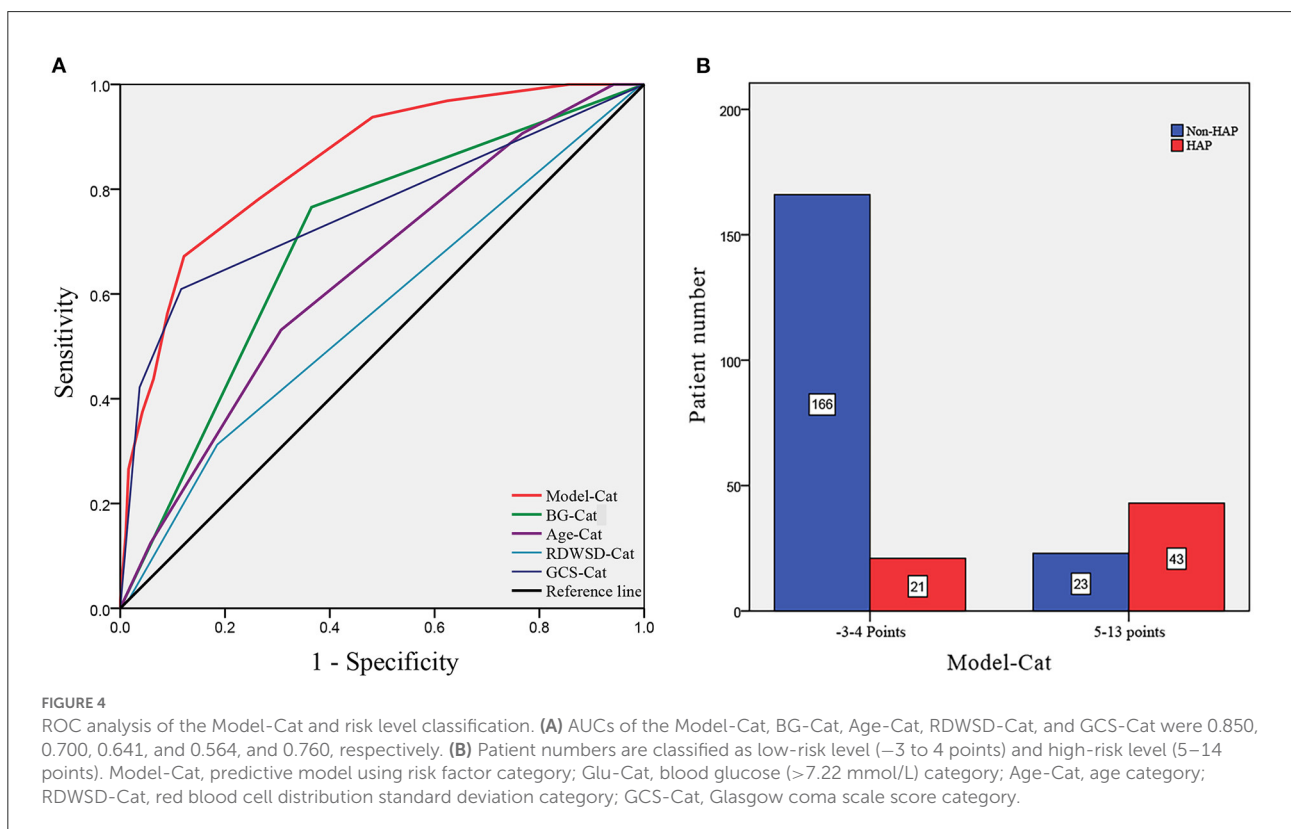 A
1.0
0.8
0.6
0.4
0.2
0.0
Sensitivity
Model-Cat
BG-Cat
Age-Cat
RDWSD-Cat
GCS-Cat
Reference line
0.0 0.2 0.4 0.6 0.8 1.0
1 - Specificity
B
200
150
100
50
0
Patient number
Non-HAP
HAP
166
21
23
43
-3-4 Points 5-13 points
Model-Cat
FIGURE 4
ROC analysis of the Model-Cat and risk level classification. (A) AUCs of the Model-Cat, BG-Cat, Age-Cat, RDWSD-Cat, and GCS-Cat were 0.850,
0.700, 0.641, and 0.564, and 0.760, respectively. (B) Patient numbers are classified as low-risk level (−3 to 4 points) and high-risk level (5–14
points). Model-Cat, predictive model using risk factor category; Glu-Cat, blood glucose (>7.22 mmol/L) category; Age-Cat, age category;
RDWSD-Cat, red blood cell distribution standard deviation category; GCS-Cat, Glasgow coma scale score category.